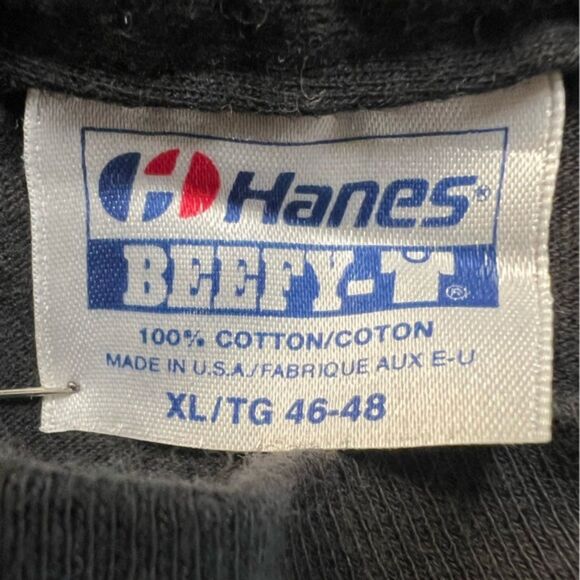 Hanes®
BEEFY-T®
100% COTTON/COTON
MADE IN U.S.A./FABRIQUE AUX E-U
XL/TG 46-48